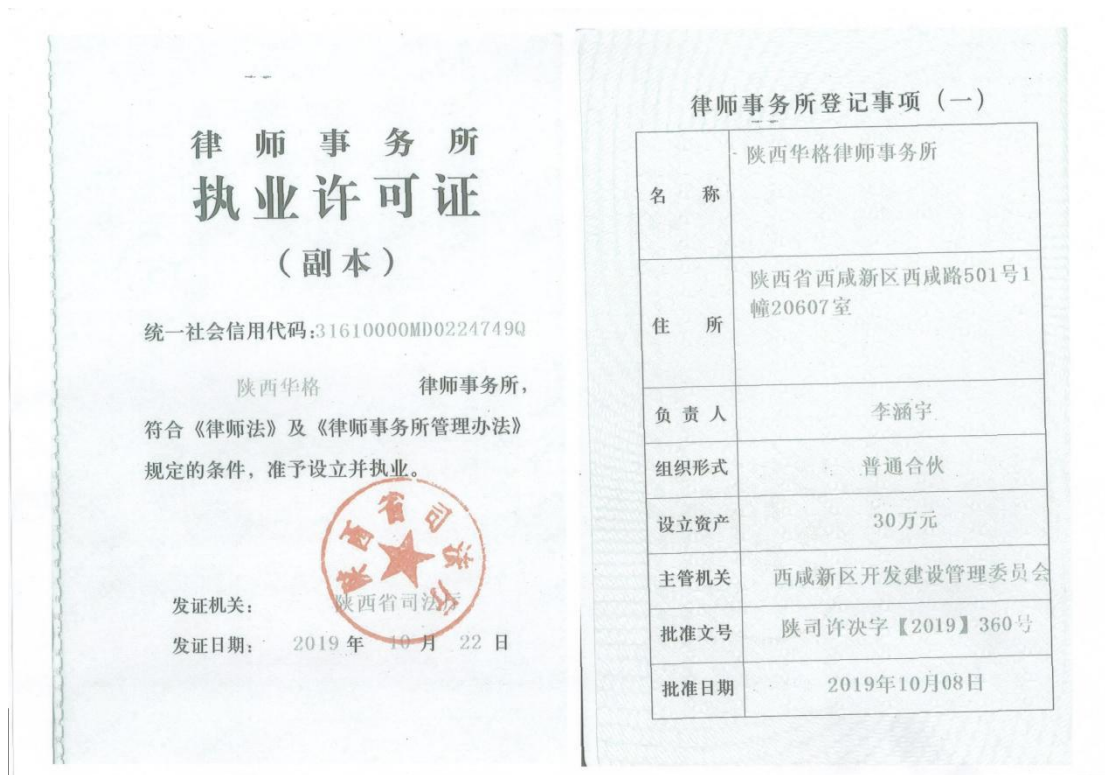 律师事务所
执业许可证
（副本）
统一社会信用代码:31610000MD0224749Q
陕西华格 律师事务所，
符合《律师法》及《律师事务所管理办法》
规定的条件，准予设立并执业。
陕西省司法厅
发证机关： 陕西省司法厅
发证日期： 2019 年 10 月 22 日
律师事务所登记事项（一）
名称 陕西华格律师事务所
住所 陕西省西咸新区西咸路501号1
幢20607室
负责人 李涵宇
组织形式 普通合伙
设立资产 30万元
主管机关 西咸新区开发建设管理委员会
批准文号 陕司许决字【2019】360号
批准日期 2019年10月08日